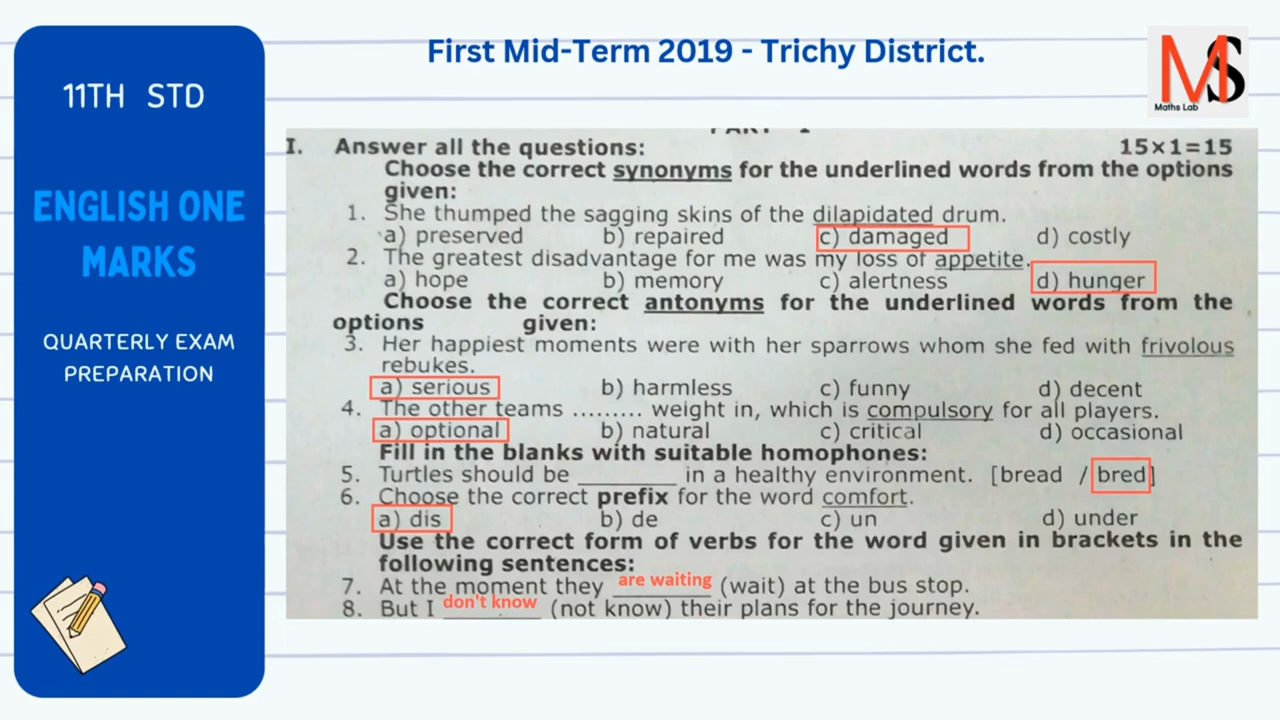 First Mid-Term 2019 - Trichy District.
MS
Maths Lab
11TH STD
ENGLISH ONE
MARKS
QUARTERLY EXAM
PREPARATION
I. Answer all the questions: 15×1=15
Choose the correct synonyms for the underlined words from the options
given:
1. She thumped the sagging skins of the dilapidated drum.
a) preserved b) repaired c) damaged d) costly
2. The greatest disadvantage for me was my loss of appetite.
a) hope b) memory c) alertness d) hunger
Choose the correct antonyms for the underlined words from the
options given:
3. Her happiest moments were with her sparrows whom she fed with frivolous
rebukes.
a) serious b) harmless c) funny d) decent
4. The other teams ......... weight in, which is compulsory for all players.
a) optional b) natural c) critical d) occasional
Fill in the blanks with suitable homophones:
5. Turtles should be ________ in a healthy environment. [bread / bred]
6. Choose the correct prefix for the word comfort.
a) dis b) de c) un d) under
Use the correct form of verbs for the word given in brackets in the
following sentences:
7. At the moment they are waiting (wait) at the bus stop.
8. But I don't know (not know) their plans for the journey.